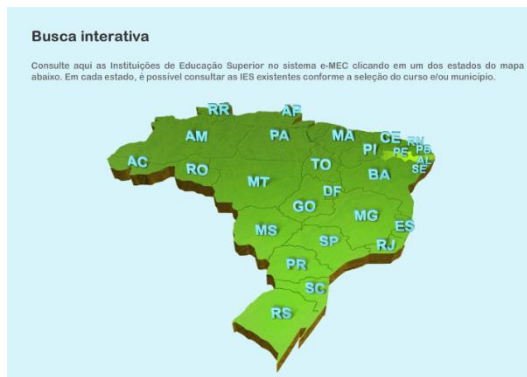 Busca interativa
Consulte aqui as Instituições de Educação Superior no sistema e-MEC clicando em um dos estados do mapa
abaixo. Em cada estado, é possível consultar as IES existentes conforme a seleção do curso e/ou município.
RR AP
AM PA MA CE RN
PI PE PB
AC RO TO AL
SE
MT BA
DF
GO MG
MS ES
SP RJ
PR
SC
RS